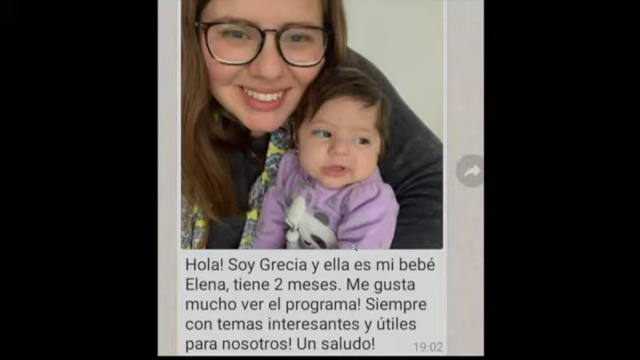 Hola! Soy Grecia y ella es mi bebé
Elena, tiene 2 meses. Me gusta
mucho ver el programa! Siempre
con temas interesantes y útiles
para nosotros! Un saludo!
19:02